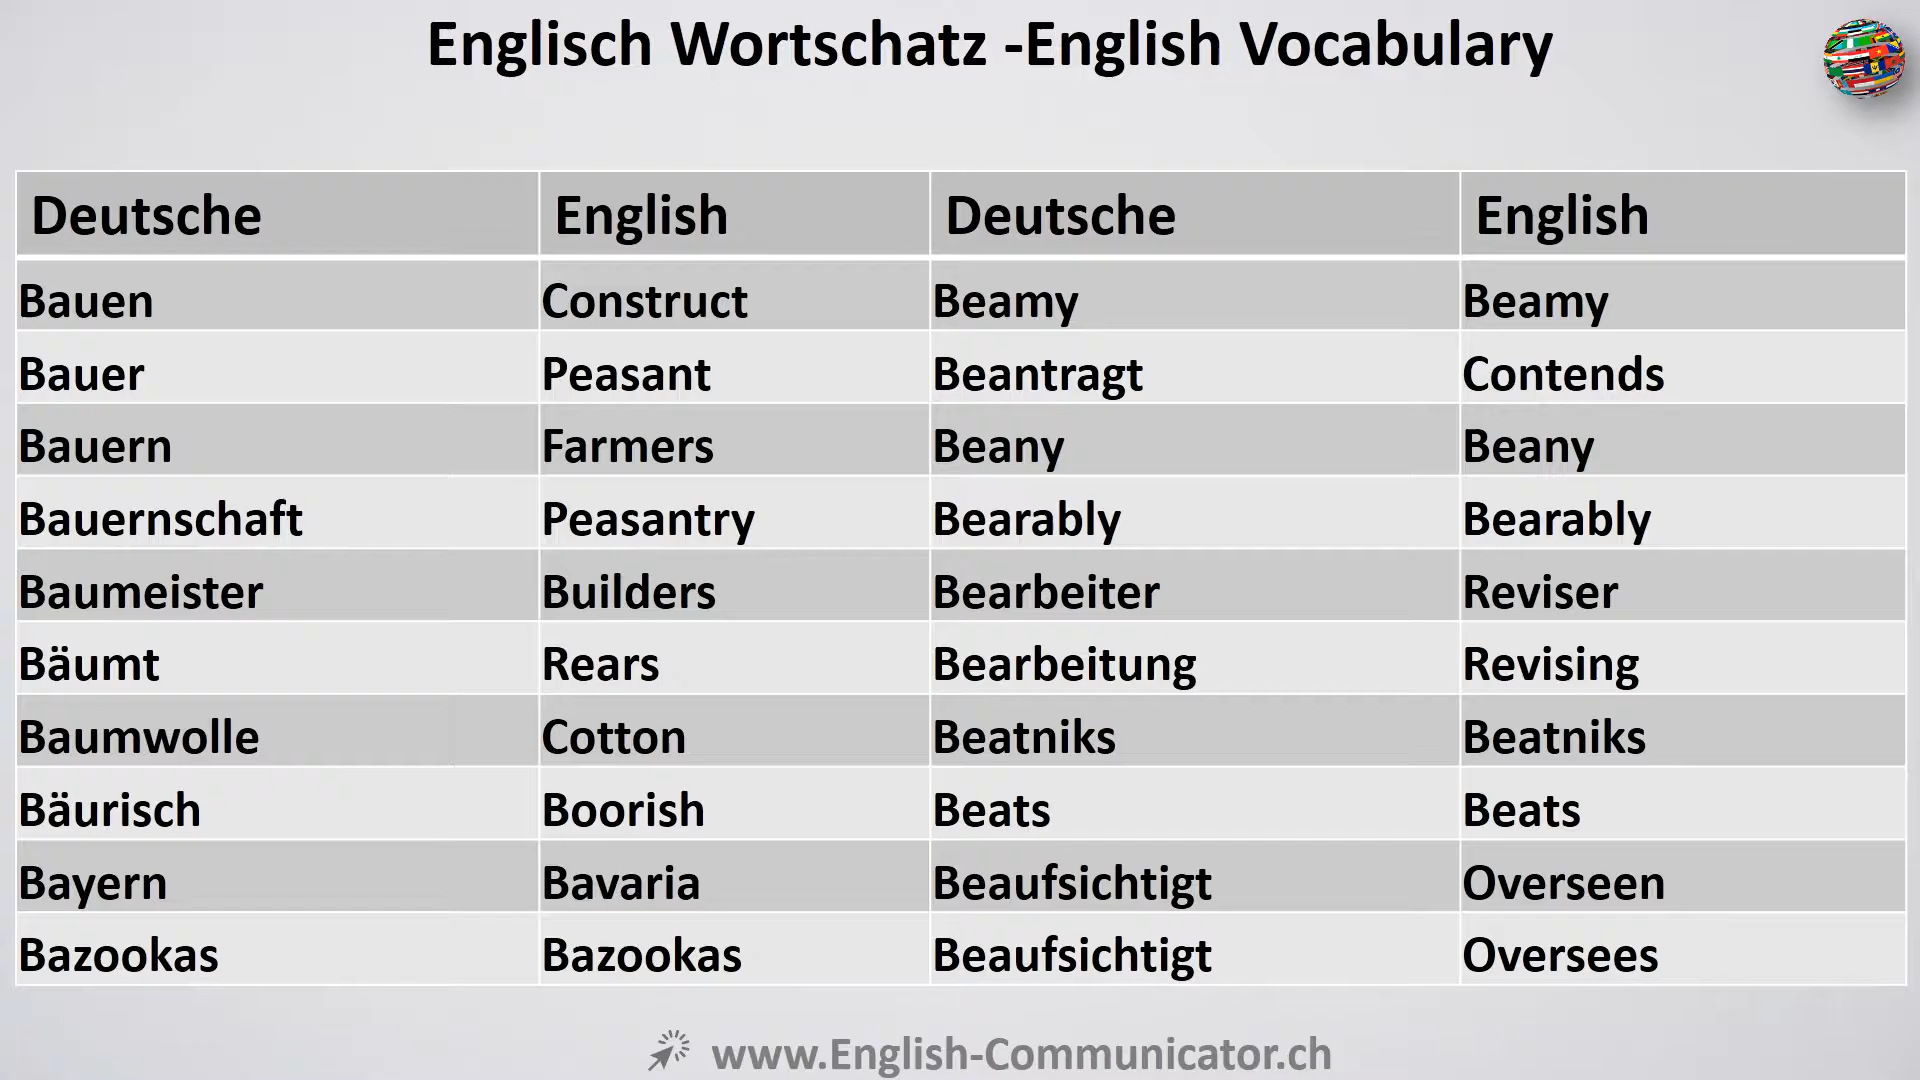 Englisch Wortschatz -English Vocabulary
Deutsche English Deutsche English
Bauen Construct Beamy Beamy
Bauer Peasant Beantragt Contends
Bauern Farmers Beany Beany
Bauernschaft Peasantry Bearably Bearably
Baumeister Builders Bearbeiter Reviser
Bäumt Rears Bearbeitung Revising
Baumwolle Cotton Beatniks Beatniks
Bäurisch Boorish Beats Beats
Bayern Bavaria Beaufsichtigt Overseen
Bazookas Bazookas Beaufsichtigt Oversees
www.English-Communicator.ch